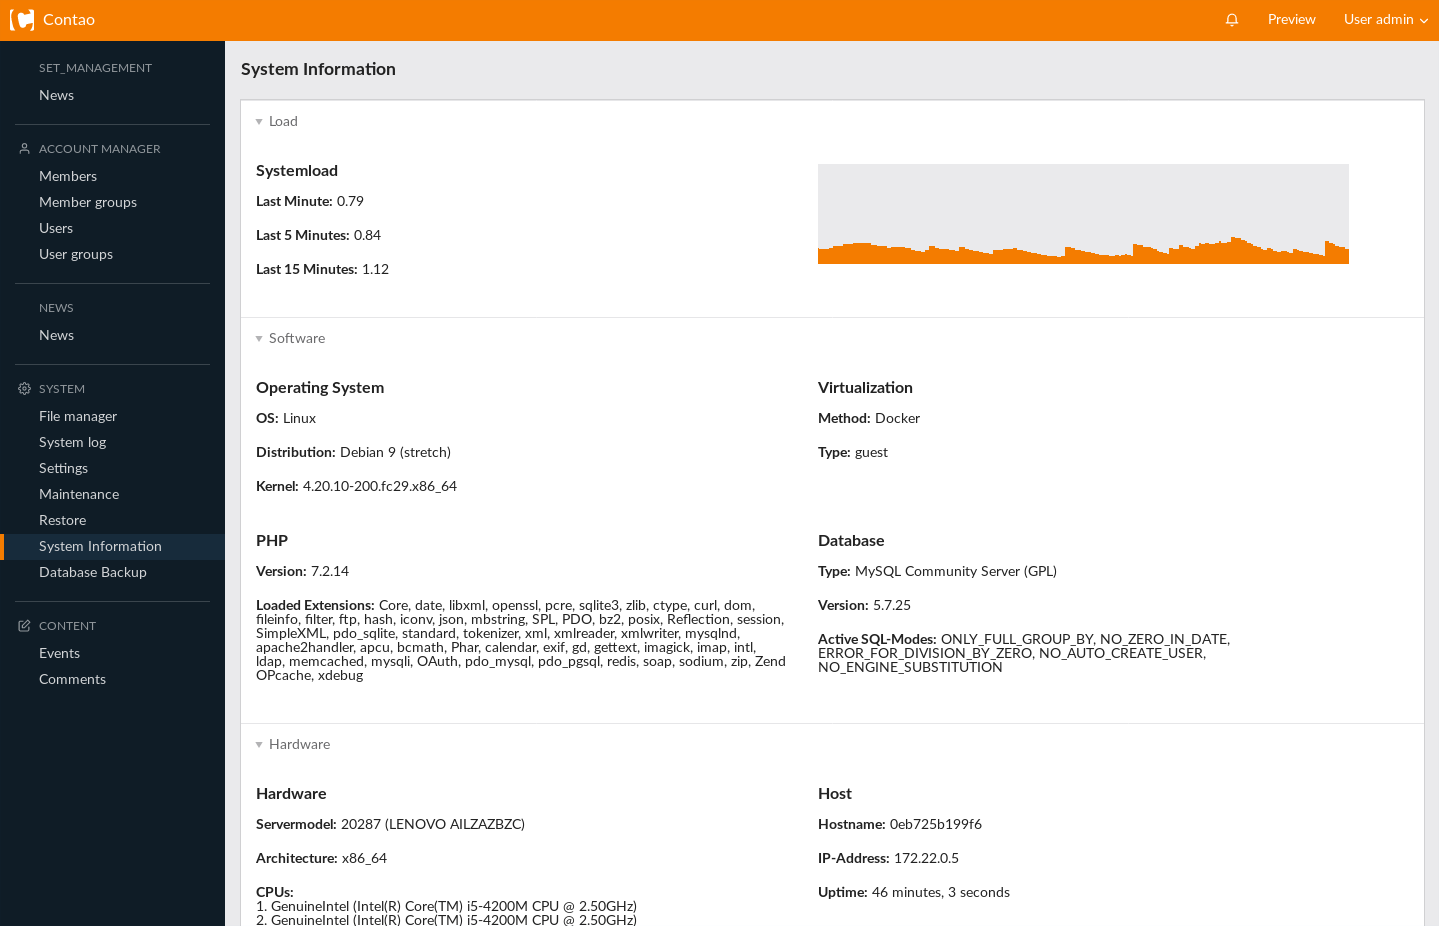 Contao
Preview
User admin
SET_MANAGEMENT
News
ACCOUNT MANAGER
Members
Member groups
Users
User groups
NEWS
News
SYSTEM
File manager
System log
Settings
Maintenance
Restore
System Information
Database Backup
CONTENT
Events
Comments
System Information
Load
Systemload
Last Minute: 0.79
Last 5 Minutes: 0.84
Last 15 Minutes: 1.12
Software
Operating System
OS: Linux
Distribution: Debian 9 (stretch)
Kernel: 4.20.10-200.fc29.x86_64
Virtualization
Method: Docker
Type: guest
PHP
Version: 7.2.14
Loaded Extensions: Core, date, libxml, openssl, pcre, sqlite3, zlib, ctype, curl, dom,
fileinfo, filter, ftp, hash, iconv, json, mbstring, SPL, PDO, bz2, posix, Reflection, session,
SimpleXML, pdo_sqlite, standard, tokenizer, xml, xmlreader, xmlwriter, mysqlnd,
apache2handler, apcu, bcmath, Phar, calendar, exif, gd, gettext, imagick, imap, intl,
ldap, memcached, mysqli, OAuth, pdo_mysql, pdo_pgsql, redis, soap, sodium, zip, Zend
OPcache, xdebug
Database
Type: MySQL Community Server (GPL)
Version: 5.7.25
Active SQL-Modes: ONLY_FULL_GROUP_BY, NO_ZERO_IN_DATE,
ERROR_FOR_DIVISION_BY_ZERO, NO_AUTO_CREATE_USER,
NO_ENGINE_SUBSTITUTION
Hardware
Hardware
Servermodel: 20287 (LENOVO AILZAZBZC)
Architecture: x86_64
CPUs:
1. GenuineIntel (Intel(R) Core(TM) i5-4200M CPU @ 2.50GHz)
2. GenuineIntel (Intel(R) Core(TM) i5-4200M CPU @ 2.50GHz)
Host
Hostname: 0eb725b199f6
IP-Address: 172.22.0.5
Uptime: 46 minutes, 3 seconds